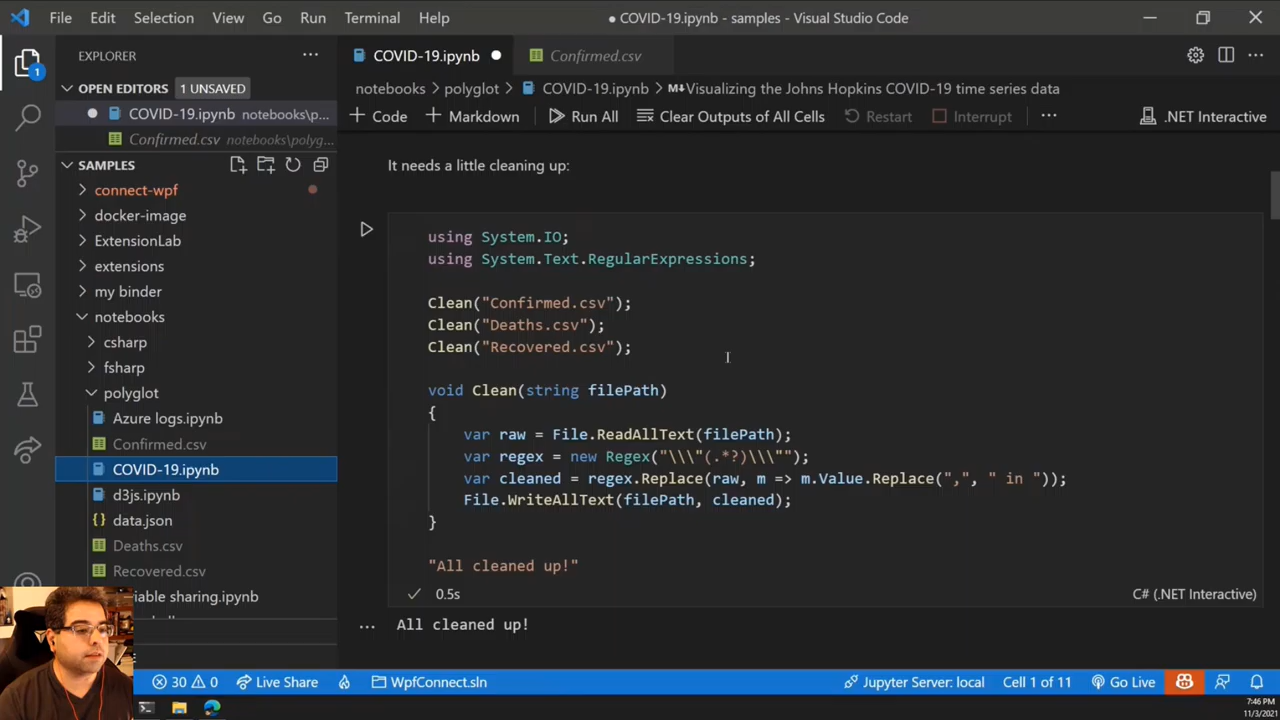 File Edit Selection View Go Run Terminal Help
● COVID-19.ipynb - samples - Visual Studio Code
EXPLORER
OPEN EDITORS 1 UNSAVED
COVID-19.ipynb notebooks\p...
Confirmed.csv notebooks\polyg...
SAMPLES
connect-wpf
docker-image
ExtensionLab
extensions
my binder
notebooks
csharp
fsharp
polyglot
Azure logs.ipynb
Confirmed.csv
COVID-19.ipynb
d3js.ipynb
{} data.json
Deaths.csv
Recovered.csv
iable sharing.ipynb
1
COVID-19.ipynb
Confirmed.csv
notebooks > polyglot > COVID-19.ipynb > M↓Visualizing the Johns Hopkins COVID-19 time series data
+ Code + Markdown Run All Clear Outputs of All Cells Restart Interrupt ... .NET Interactive
It needs a little cleaning up:
using System.IO;
using System.Text.RegularExpressions;
Clean("Confirmed.csv");
Clean("Deaths.csv");
Clean("Recovered.csv");
void Clean(string filePath)
{
var raw = File.ReadAllText(filePath);
var regex = new Regex("\\\"(.*?)\\\"");
var cleaned = regex.Replace(raw, m => m.Value.Replace(",", " in "));
File.WriteAllText(filePath, cleaned);
}
"All cleaned up!"
0.5s
C# (.NET Interactive)
... All cleaned up!
30 0 Live Share WpfConnect.sln Jupyter Server: local Cell 1 of 11 Go Live
7:46 PM
11/3/2021